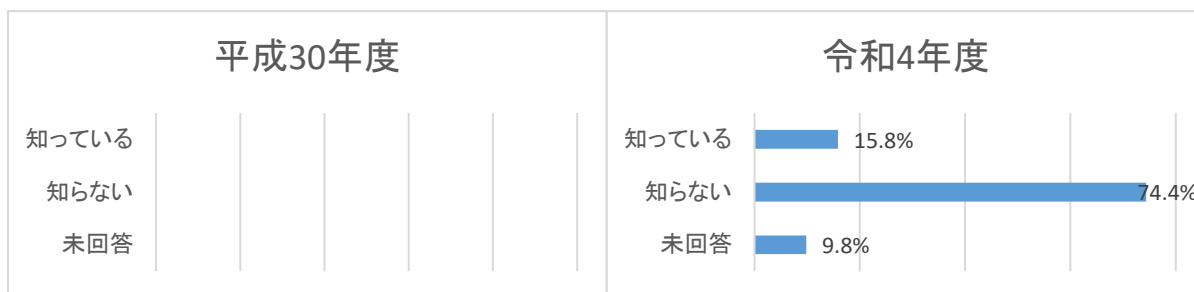 平成30年度
知っている
知らない
未回答
令和4年度
知っている
15.8%
知らない
74.4%
未回答
9.8%